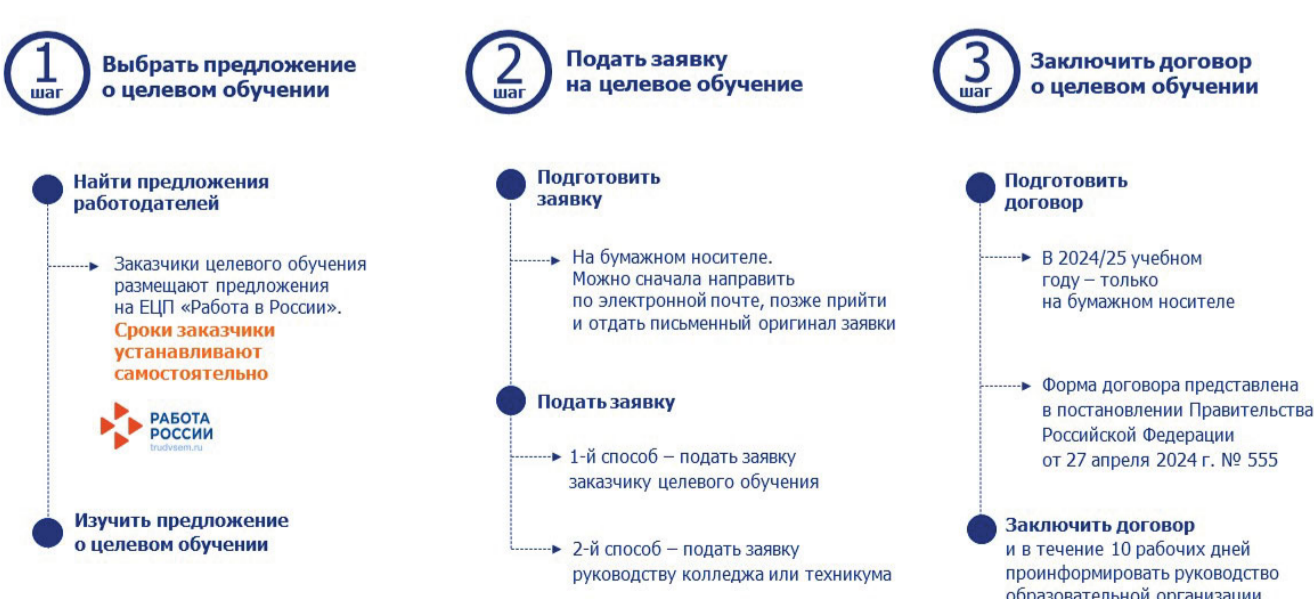 1
шаг
Выбрать предложение
о целевом обучении
Найти предложения
работодателей
Заказчики целевого обучения
размещают предложения
на ЕЦП «Работа в России».
Сроки заказчики
устанавливают
самостоятельно
РАБОТА
РОССИИ
trudvsem.ru
Изучить предложение
о целевом обучении
2
шаг
Подать заявку
на целевое обучение
Подготовить
заявку
На бумажном носителе.
Можно сначала направить
по электронной почте, позже прийти
и отдать письменный оригинал заявки
Подать заявку
1-й способ – подать заявку
заказчику целевого обучения
2-й способ – подать заявку
руководству колледжа или техникума
3
шаг
Заключить договор
о целевом обучении
Подготовить
договор
В 2024/25 учебном
году – только
на бумажном носителе
Форма договора представлена
в постановлении Правительства
Российской Федерации
от 27 апреля 2024 г. № 555
Заключить договор
и в течение 10 рабочих дней
проинформировать руководство
образовательной организации